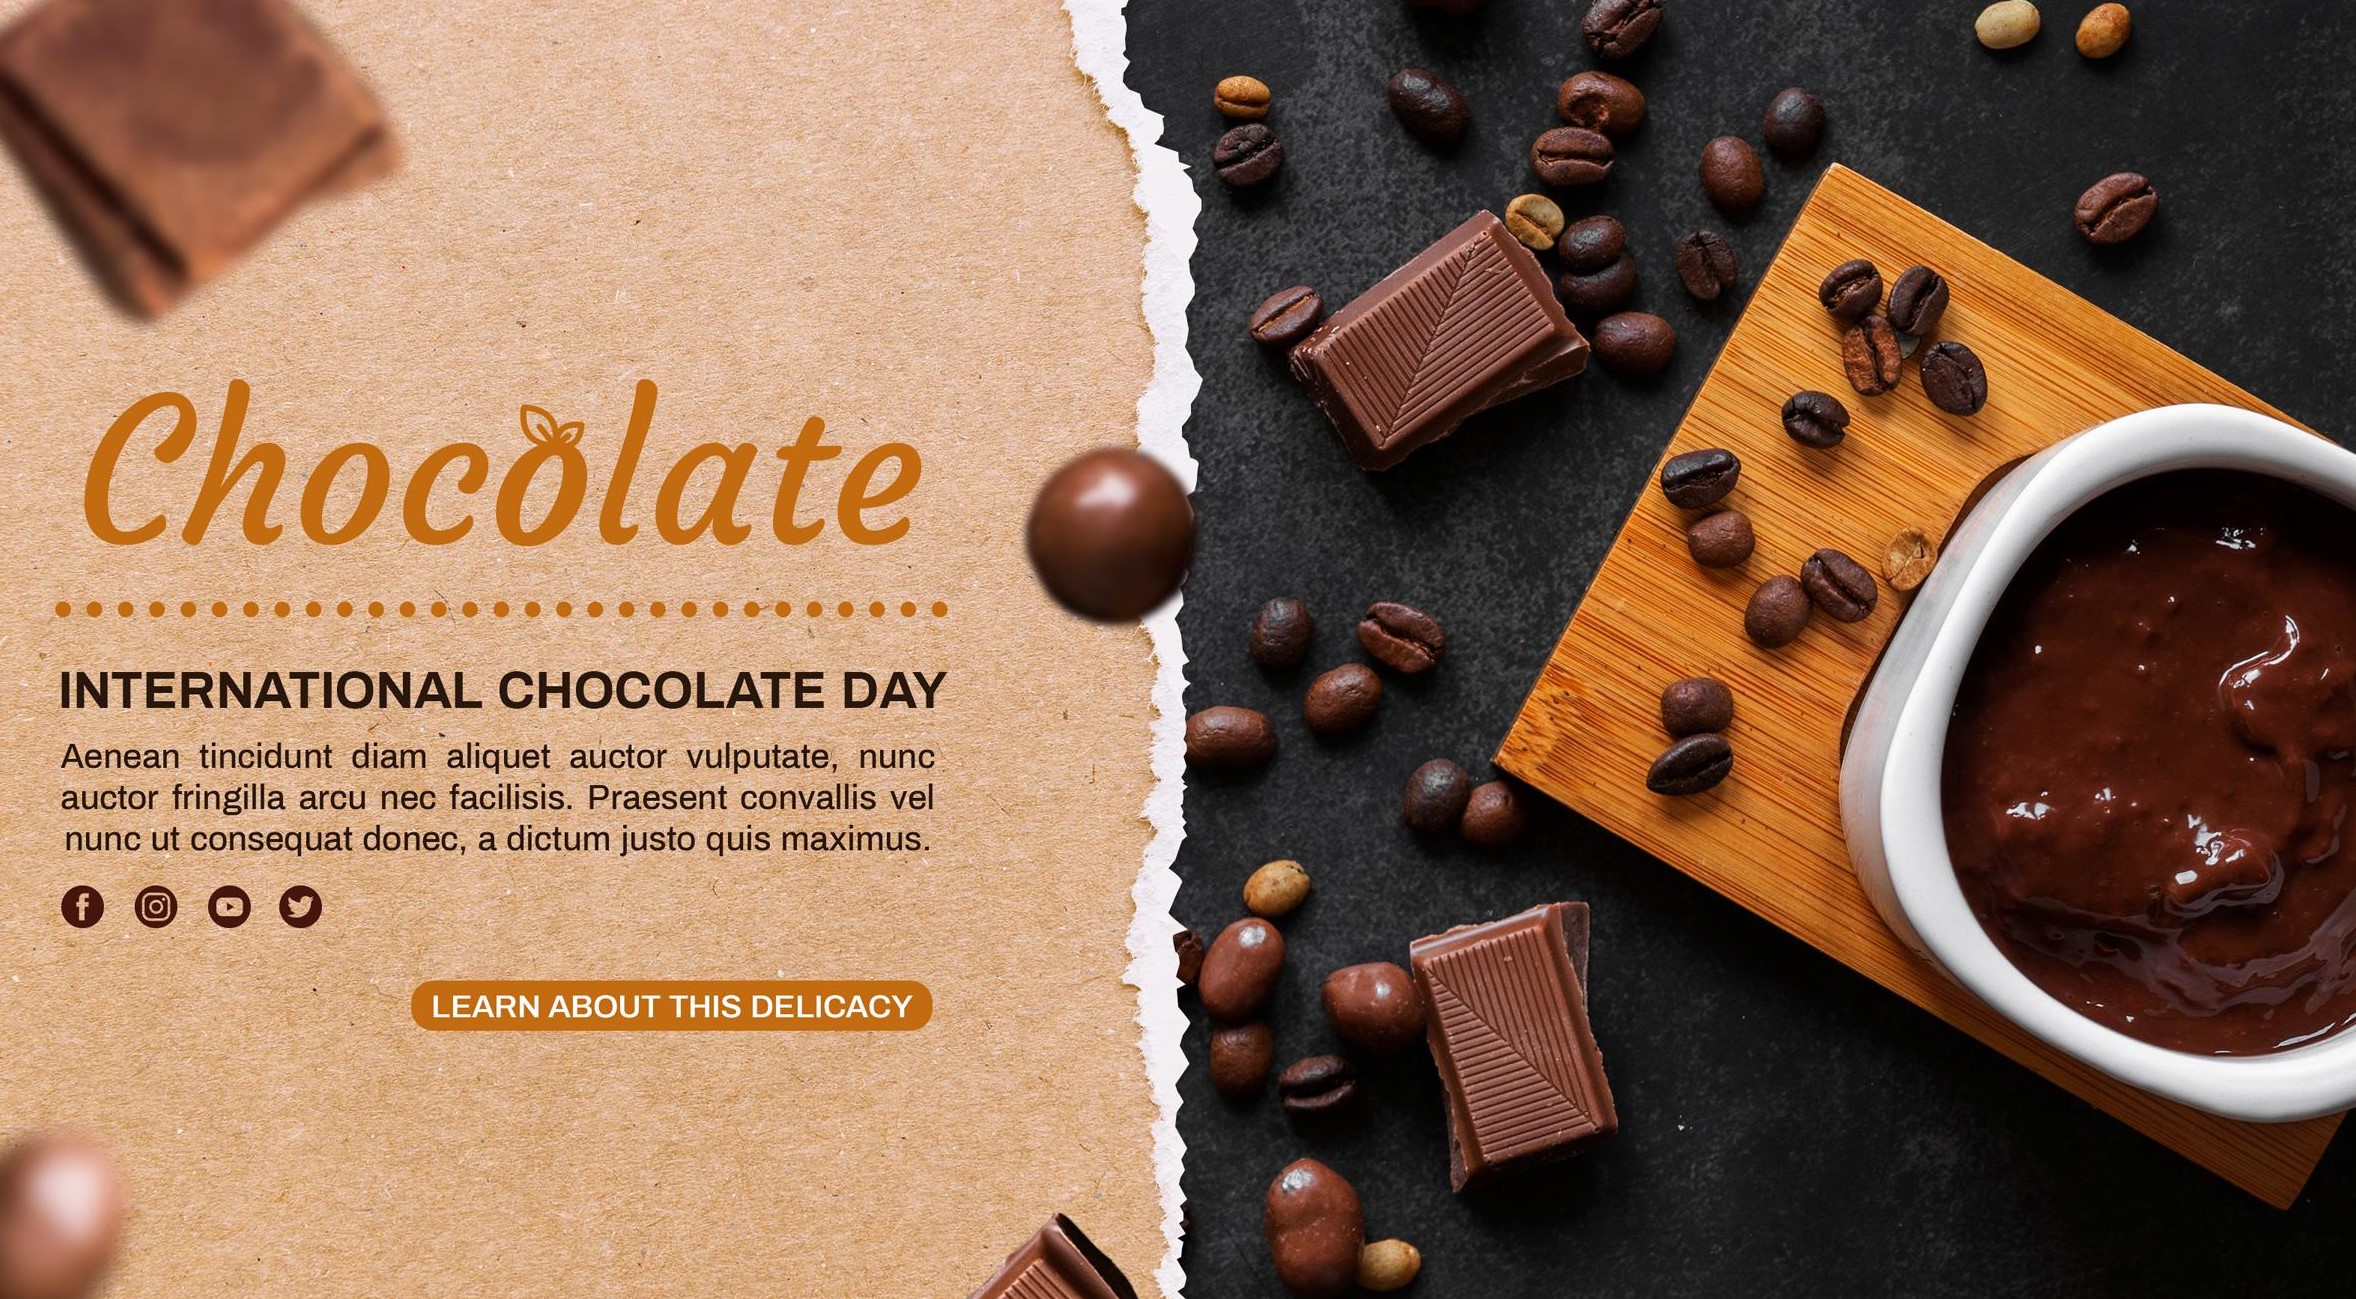 Chocolate
INTERNATIONAL CHOCOLATE DAY
Aenean tincidunt diam aliquet auctor vulputate, nunc
auctor fringilla arcu nec facilisis. Praesent convallis vel
nunc ut consequat donec, a dictum justo quis maximus.
LEARN ABOUT THIS DELICACY